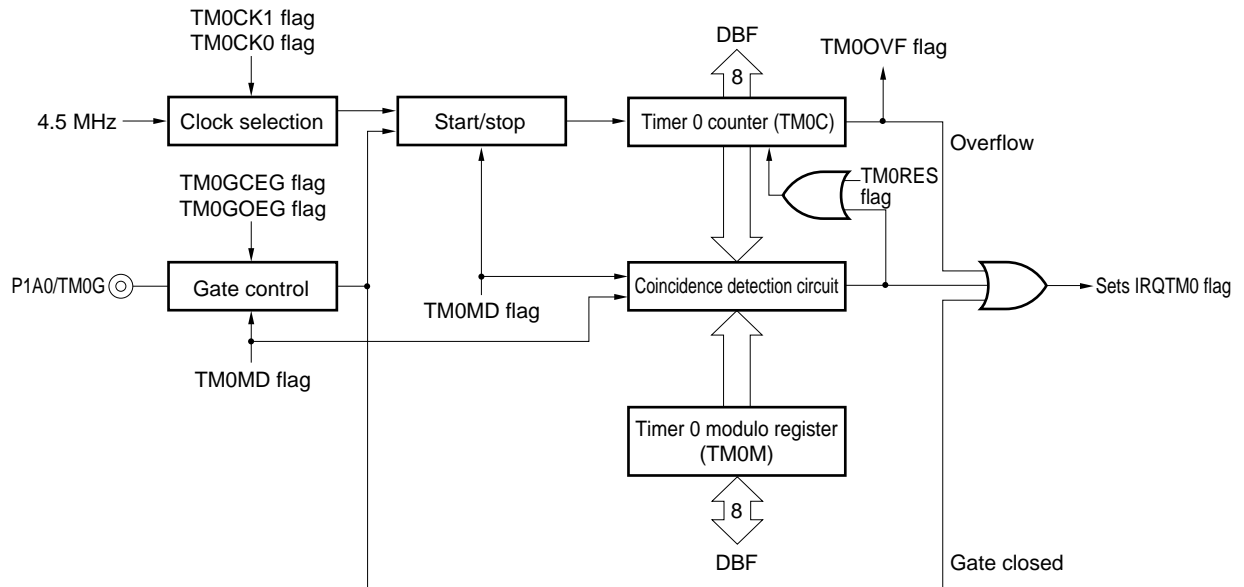 TM0CK1 flag
TM0CK0 flag
DBF
8
TM0OVF flag
4.5 MHz
Clock selection
Start/stop
Timer 0 counter (TM0C)
Overflow
TM0RES
flag
TM0GCEG flag
TM0GOEG flag
P1A0/TM0G
Gate control
TM0MD flag
Coincidence detection circuit
Sets IRQTM0 flag
TM0MD flag
Timer 0 modulo register
(TM0M)
8
DBF
Gate closed